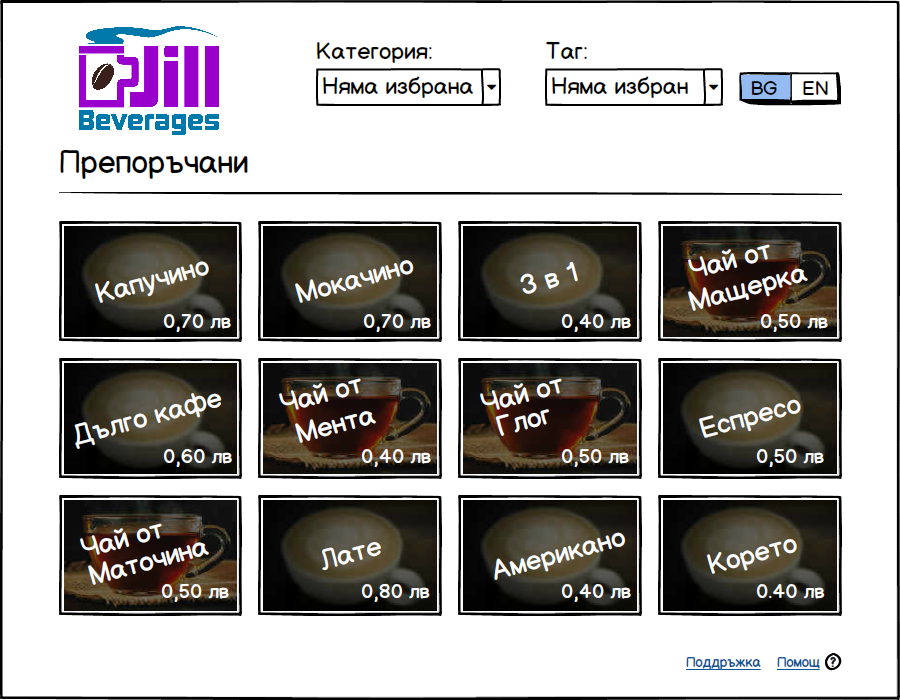 Jill
Beverages
Категория:
Няма избрана
Таг:
Няма избран
BG EN
Препоръчани
Капучино
0,70 лв
Мокачино
0,70 лв
3 в 1
0,40 лв
Чай от
Мащерка
0,50 лв
Дълго кафе
0,60 лв
Чай от
Мента
0,40 лв
Чай от
Глог
0,50 лв
Еспресо
0,50 лв
Чай от
Маточина
0,50 лв
Лате
0,80 лв
Американо
0,40 лв
Корето
0.40 лв
Поддръжка Помощ ?